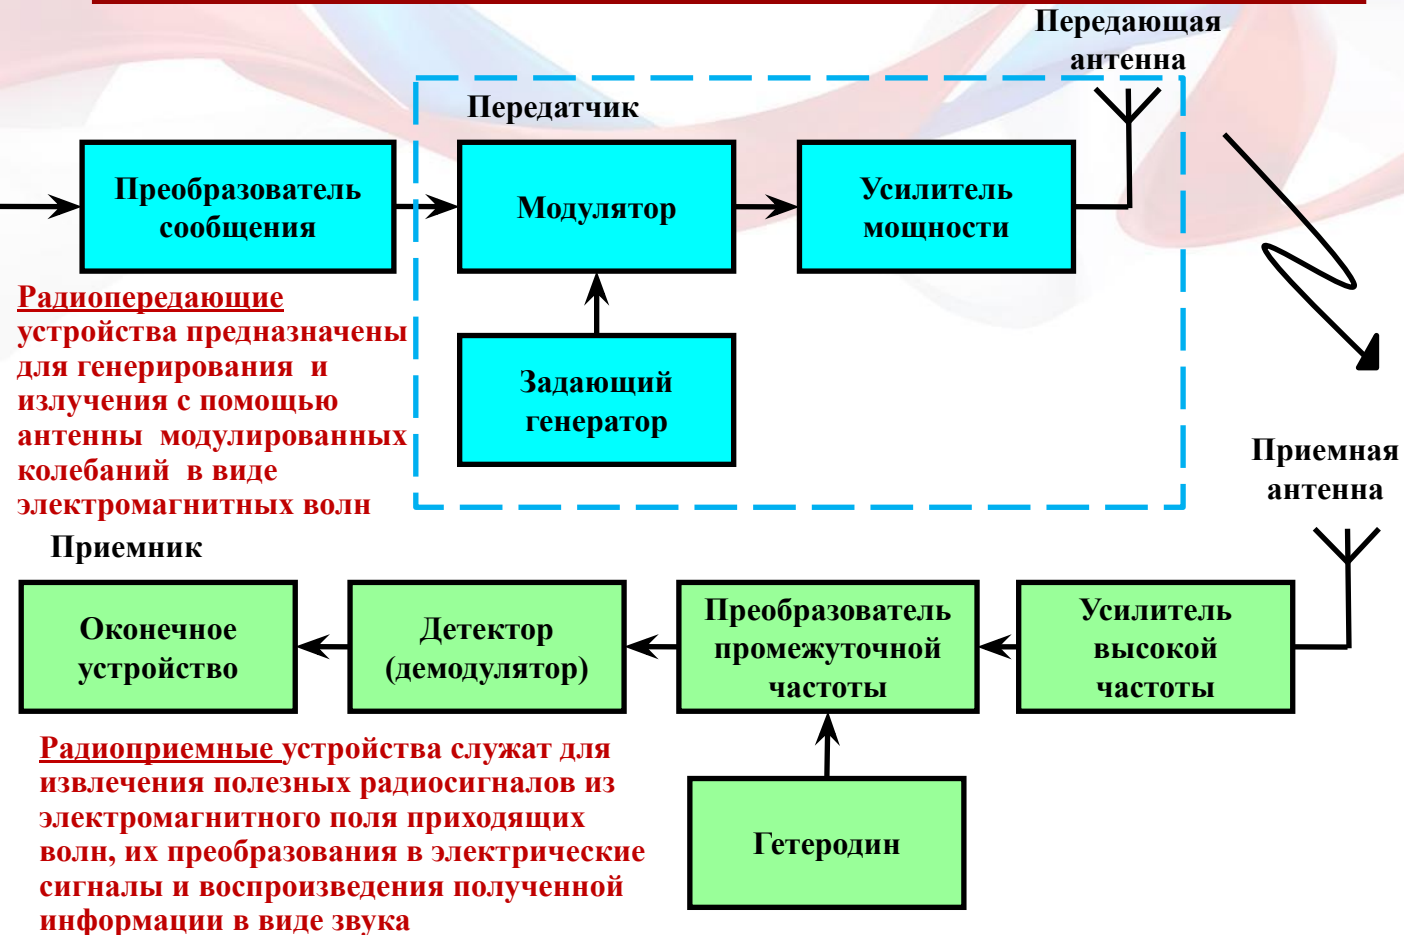 Передающая
антенна
Передатчик
Преобразователь
сообщения
Модулятор
Усилитель
мощности
Радиопередающие
устройства предназначены
для генерирования и
излучения с помощью
антенны модулированных
колебаний в виде
электромагнитных волн
Задающий
генератор
Приемная
антенна
Приемник
Оконечное
устройство
Детектор
(демодулятор)
Преобразователь
промежуточной
частоты
Усилитель
высокой
частоты
Радиоприемные устройства служат для
извлечения полезных радиосигналов из
электромагнитного поля приходящих
волн, их преобразования в электрические
сигналы и воспроизведения полученной
информации в виде звука
Гетеродин